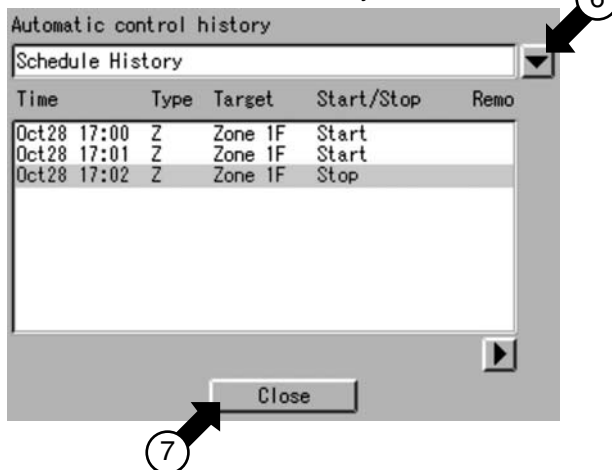 6
Automatic control history
Schedule History
Time Type Target Start/Stop Remo
Oct28 17:00 Z Zone 1F Start
Oct28 17:01 Z Zone 1F Start
Oct28 17:02 Z Zone 1F Stop
Close
7